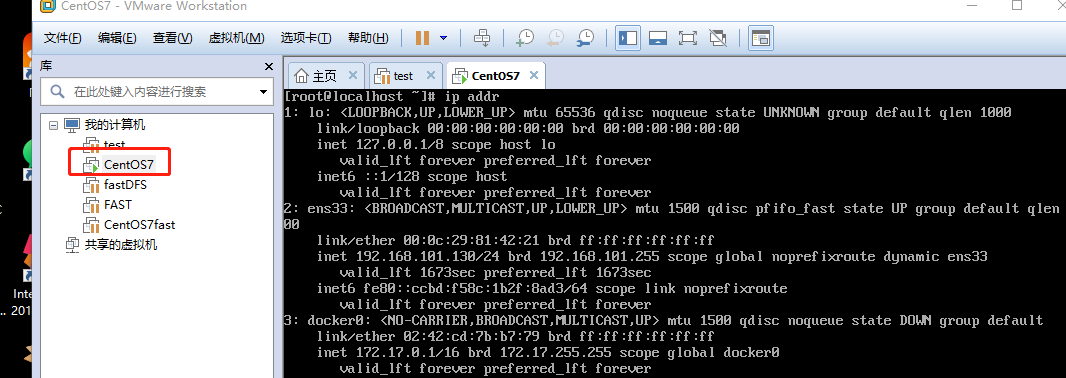 CentOS7 - VMware Workstation
文件(F) 编辑(E) 查看(V) 虚拟机(M) 选项卡(T) 帮助(H)
库
在此处键入内容进行搜索
我的计算机
test
CentOS7
fastDFS
FAST
CentOS7fast
共享的虚拟机
Inte
201
主页 test CentOS7
[root@localhost ~]# ip addr
1: lo: <LOOPBACK,UP,LOWER_UP> mtu 65536 qdisc noqueue state UNKNOWN group default qlen 1000
link/loopback 00:00:00:00:00:00 brd 00:00:00:00:00:00
inet 127.0.0.1/8 scope host lo
valid_lft forever preferred_lft forever
inet6 ::1/128 scope host
valid_lft forever preferred_lft forever
2: ens33: <BROADCAST,MULTICAST,UP,LOWER_UP> mtu 1500 qdisc pfifo_fast state UP group default qlen
00
link/ether 00:0c:29:81:42:21 brd ff:ff:ff:ff:ff:ff
inet 192.168.101.130/24 brd 192.168.101.255 scope global noprefixroute dynamic ens33
valid_lft 1673sec preferred_lft 1673sec
inet6 fe80::ccbd:f58c:1b2f:8ad3/64 scope link noprefixroute
valid_lft forever preferred_lft forever
3: docker0: <NO-CARRIER,BROADCAST,MULTICAST,UP> mtu 1500 qdisc noqueue state DOWN group default
link/ether 02:42:cd:7b:b7:79 brd ff:ff:ff:ff:ff:ff
inet 172.17.0.1/16 brd 172.17.255.255 scope global docker0
valid_lft forever preferred_lft forever